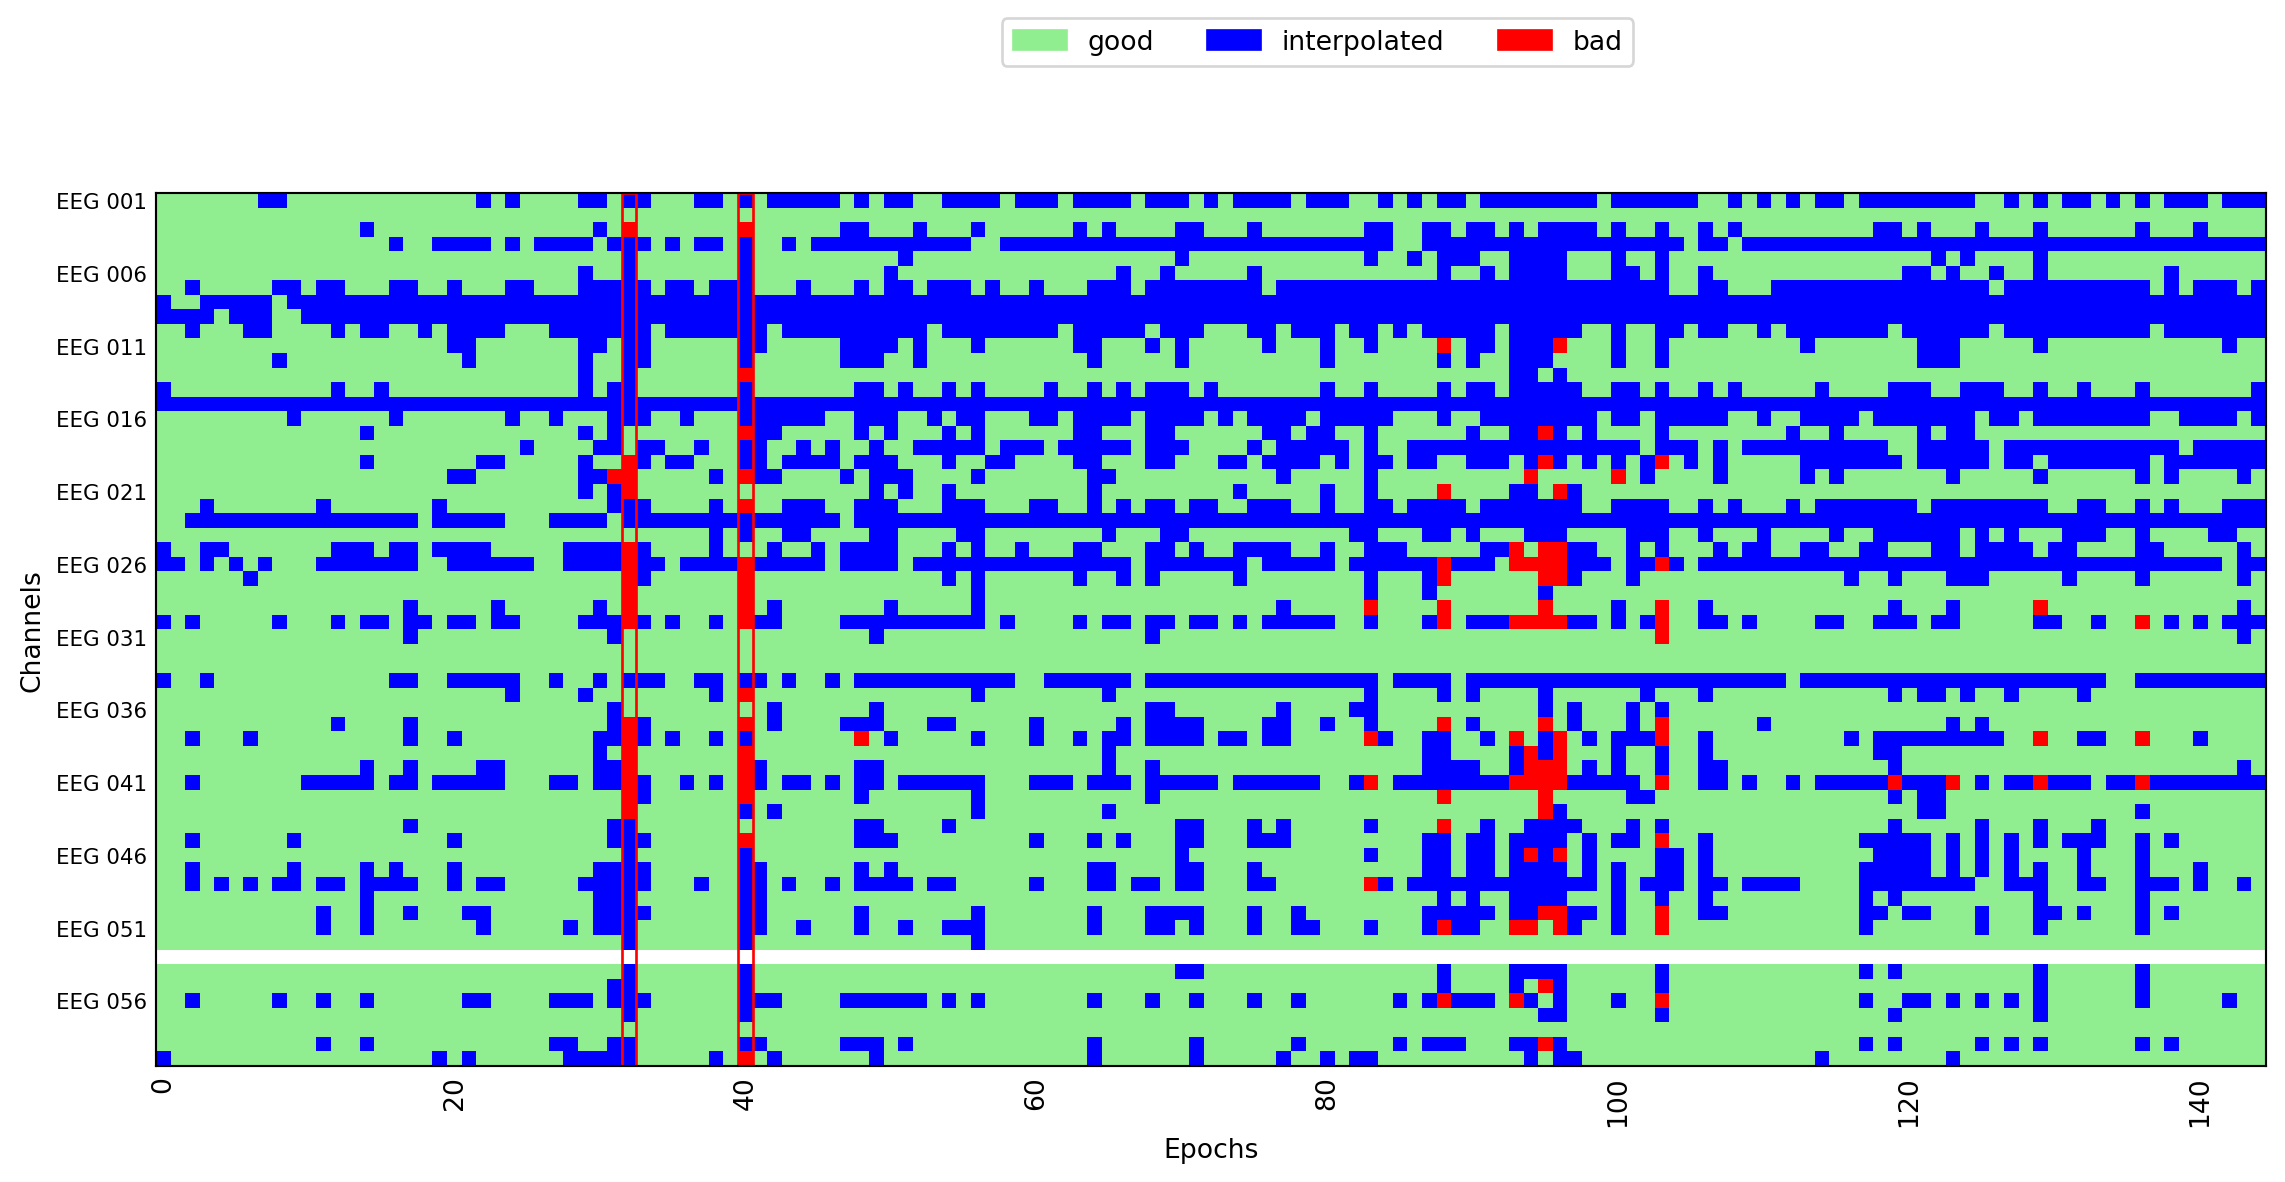 good interpolated bad
EEG 001
EEG 006
EEG 011
EEG 016
EEG 021
EEG 026
EEG 031
EEG 036
EEG 041
EEG 046
EEG 051
EEG 056
Channels
0 20 40 60 80 100 120 140
Epochs